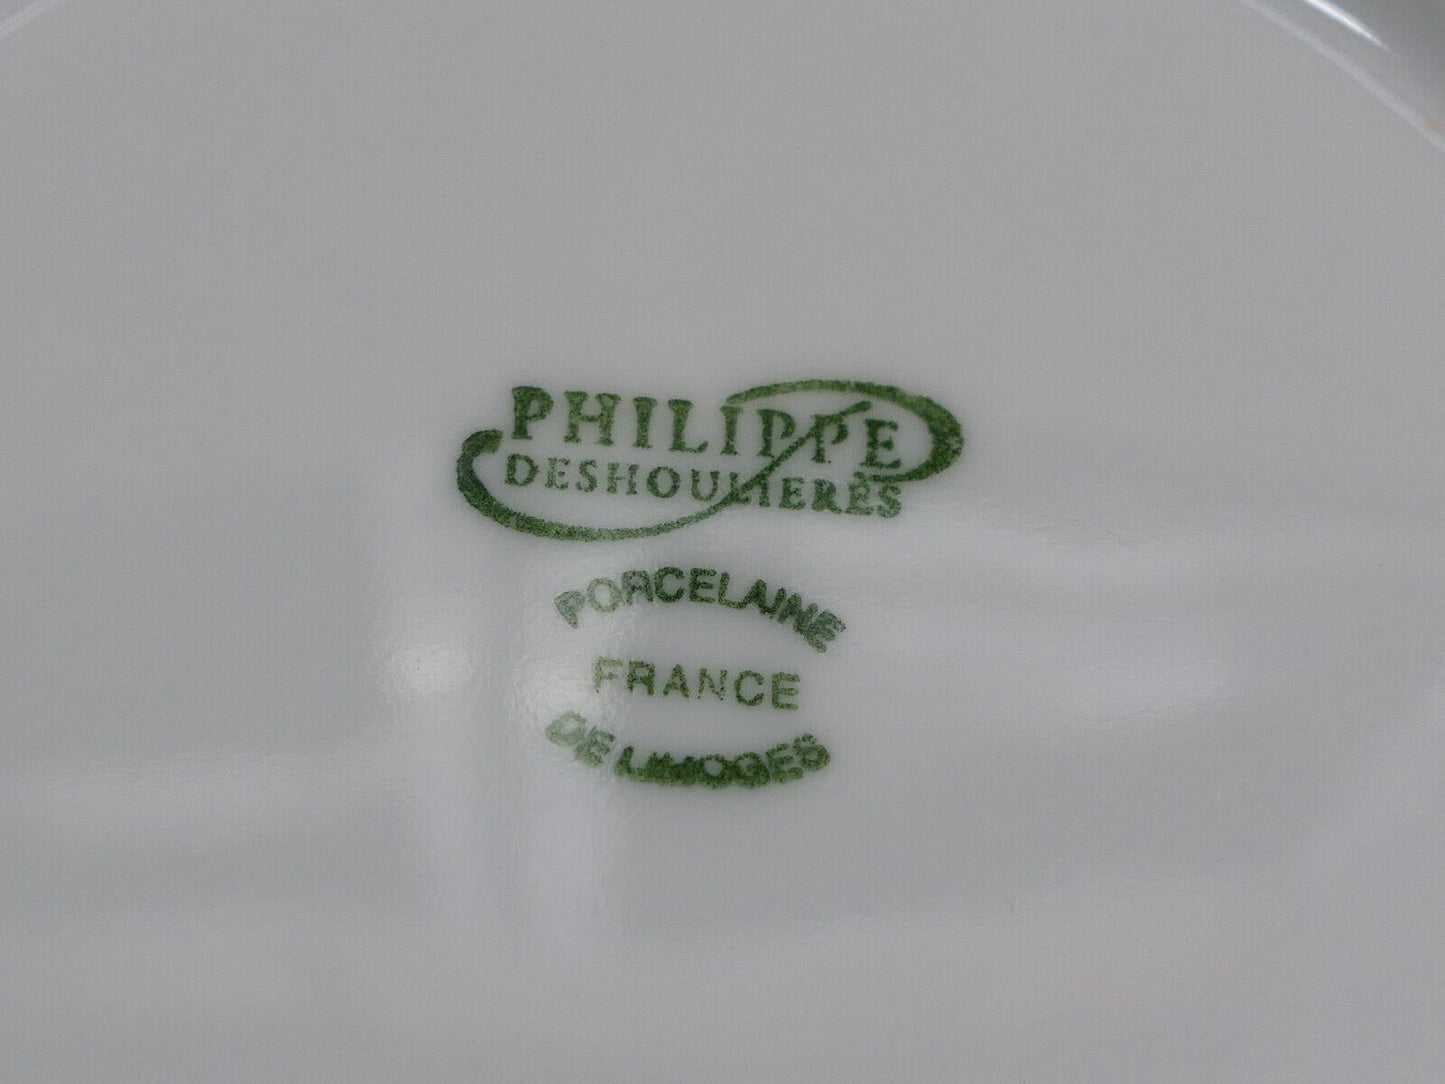 PHILIPPE
DESHOULIERES
PORCELAINE
FRANCE
DE LIMOGES